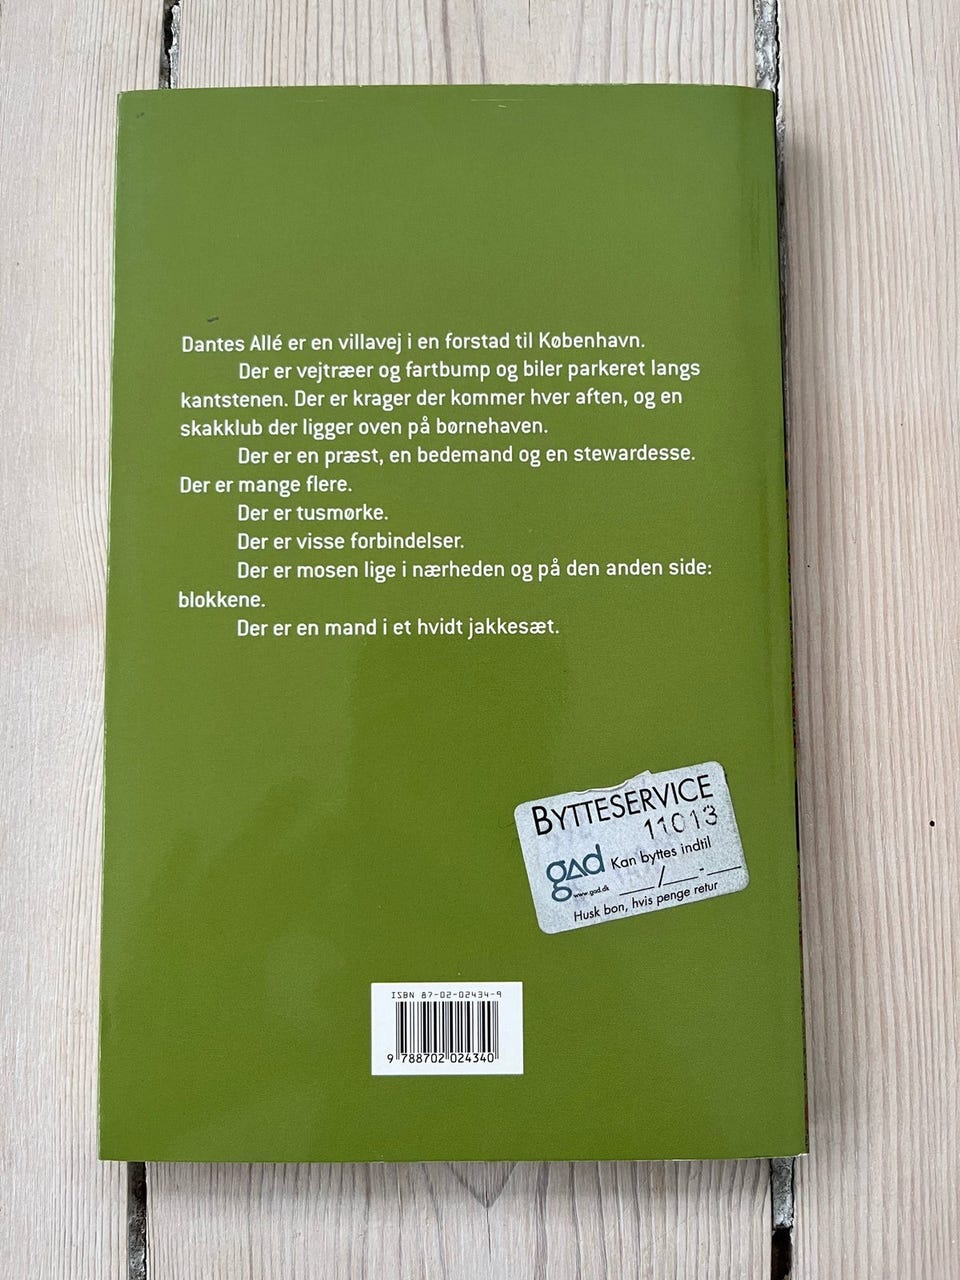 Dantes Allé er en villavej i en forstad til København.
Der er vejtræer og fartbump og biler parkeret langs
kantstenen. Der er krager der kommer hver aften, og en
skakklub der ligger oven på børnehaven.
Der er en præst, en bedemand og en stewardesse.
Der er mange flere.
Der er tusmørke.
Der er visse forbindelser.
Der er mosen lige i nærheden og på den anden side:
blokkene.
Der er en mand i et hvidt jakkesæt.
BYTTESERVICE
11013
gad Kan byttes indtil
www.gad.dk ____/____-____
Husk bon, hvis penge retur
ISBN 87-02-02434-9
9 788702 024340